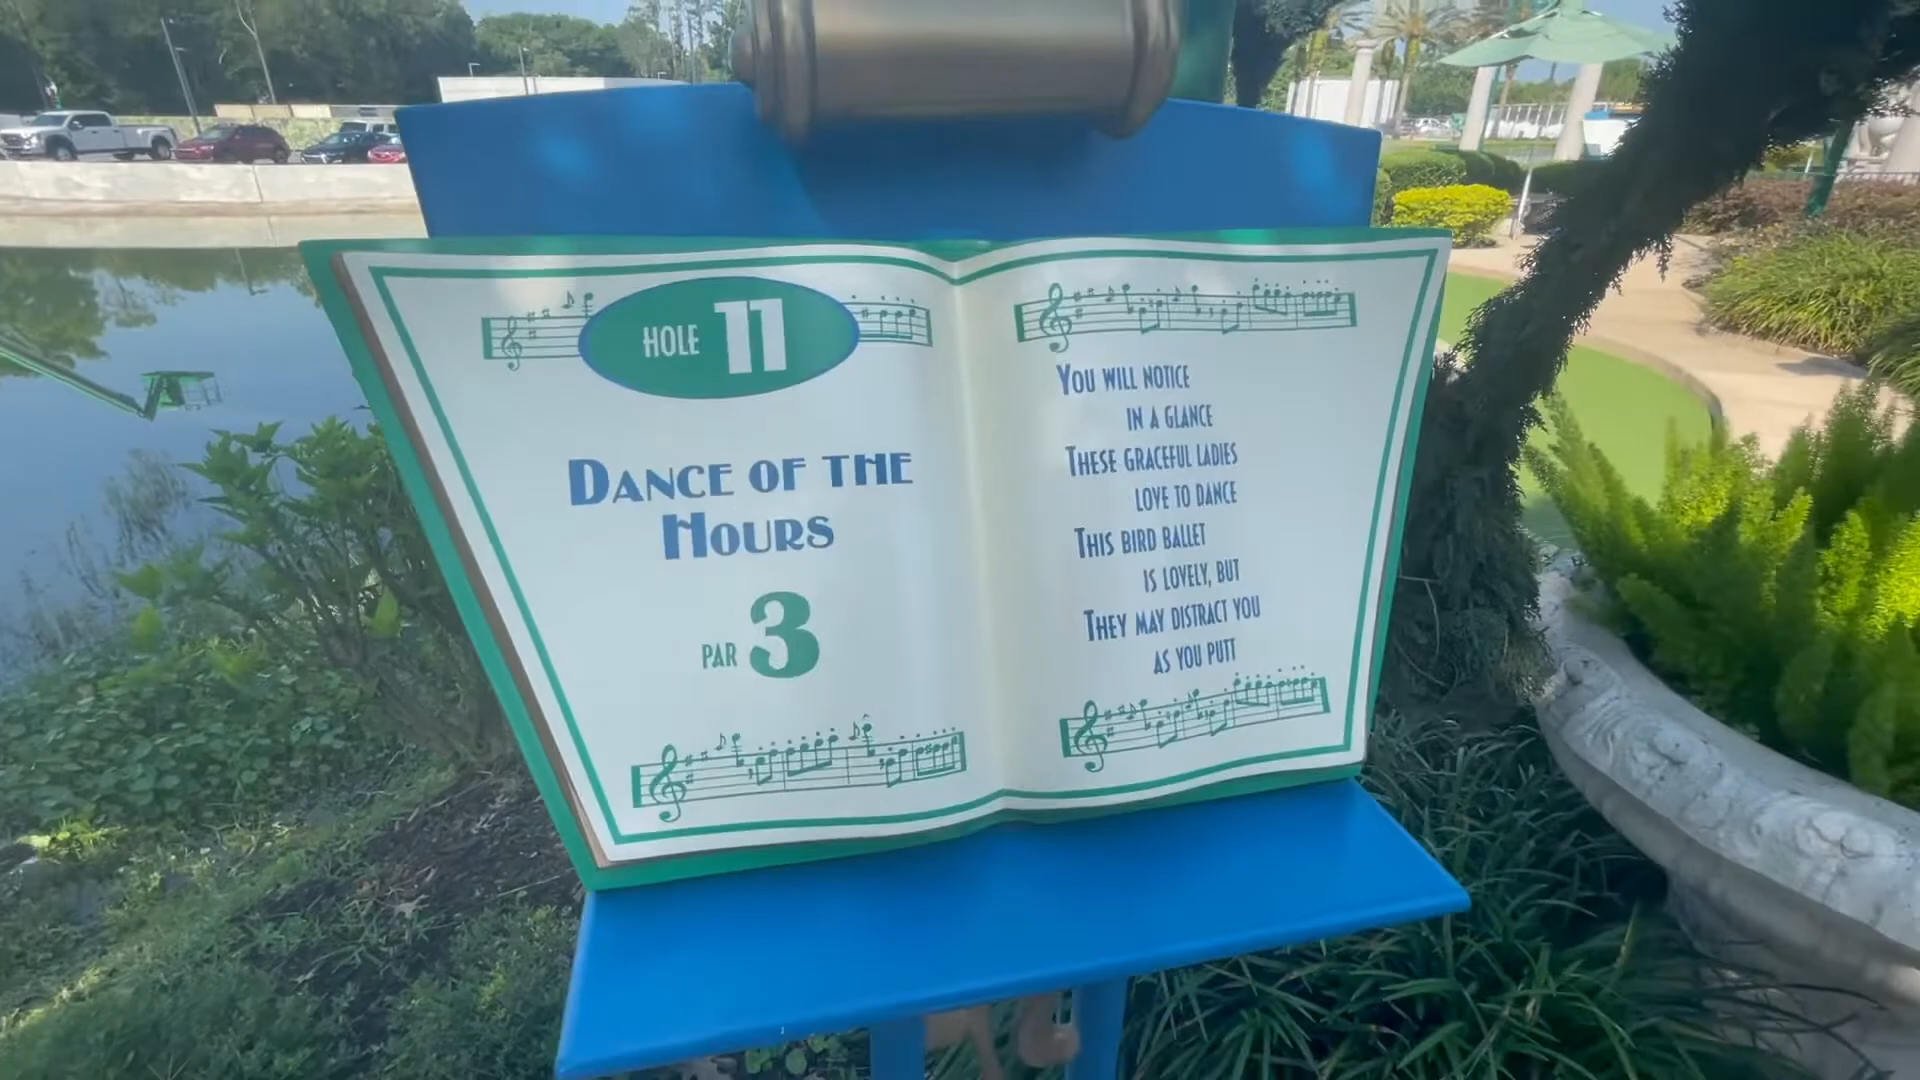 HOLE 11
DANCE OF THE
HOURS
PAR 3
YOU WILL NOTICE
IN A GLANCE
THESE GRACEFUL LADIES
LOVE TO DANCE
THIS BIRD BALLET
IS LOVELY, BUT
THEY MAY DISTRACT YOU
AS YOU PUTT